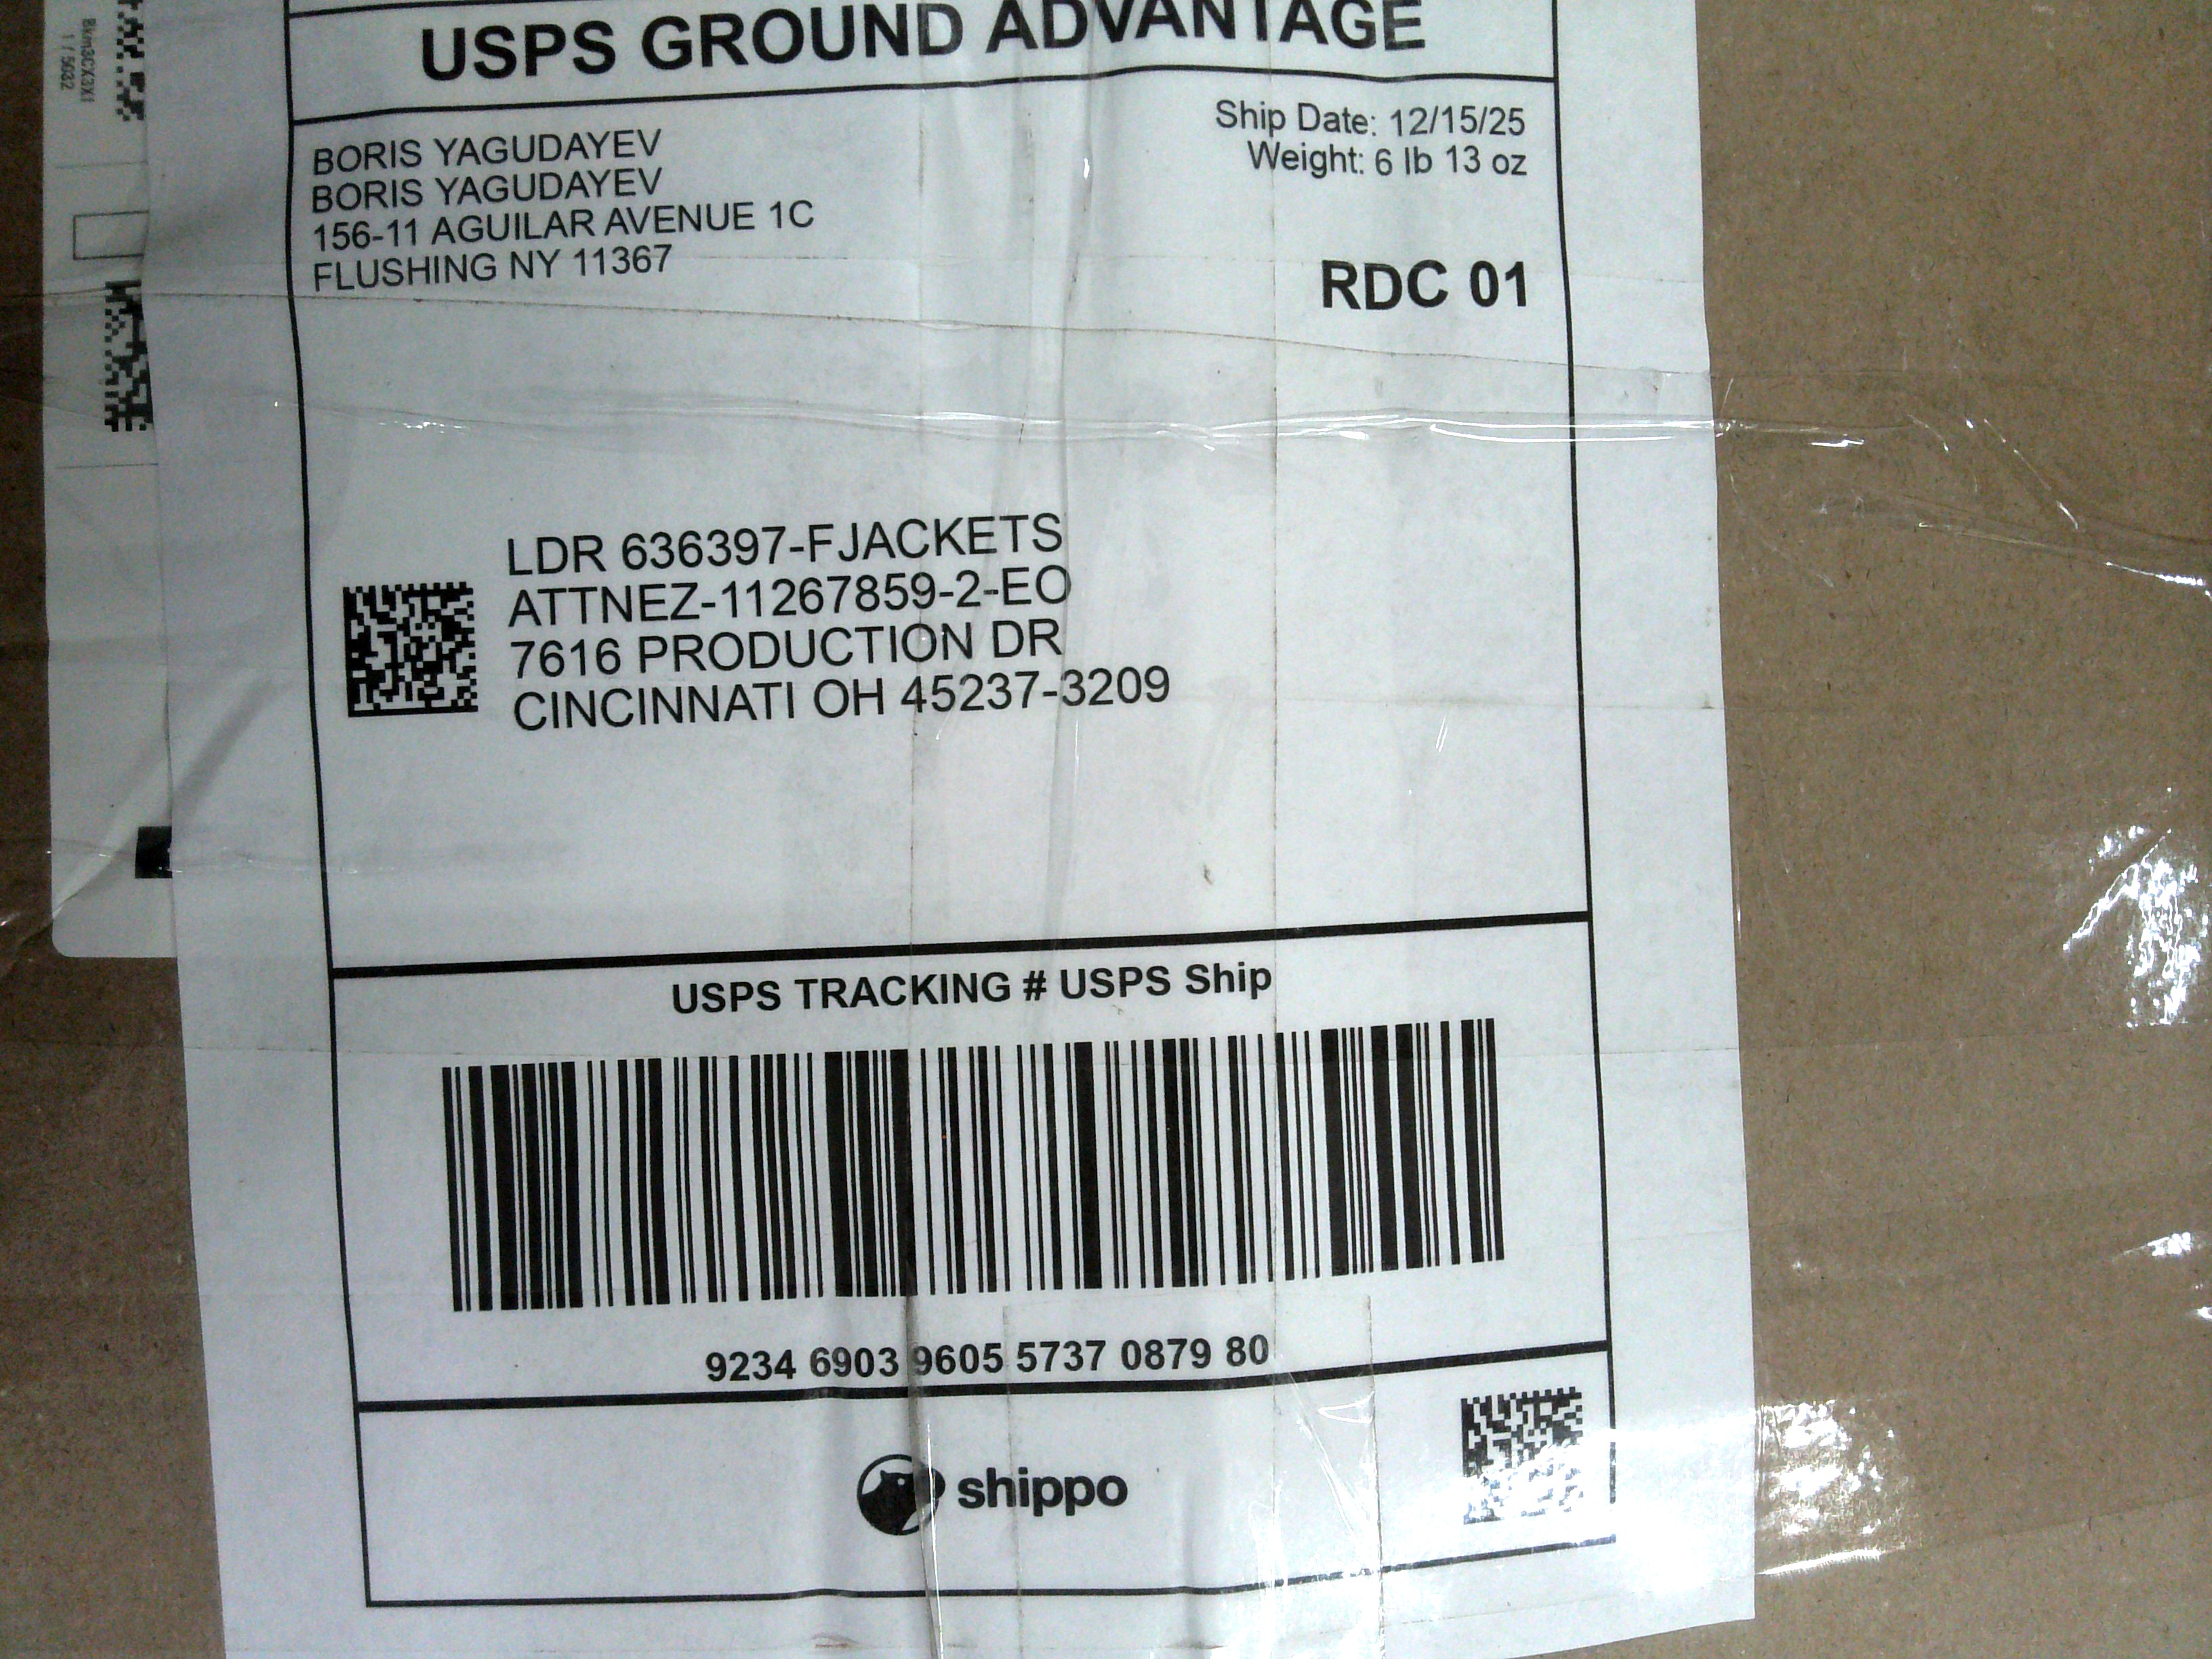 USPS GROUND ADVANTAGE
BORIS YAGUDAYEV
BORIS YAGUDAYEV
156-11 AGUILAR AVENUE 1C
FLUSHING NY 11367
Ship Date: 12/15/25
Weight: 6 lb 13 oz
RDC 01
LDR 636397-FJACKETS
ATTNEZ-11267859-2-EO
7616 PRODUCTION DR
CINCINNATI OH 45237-3209
USPS TRACKING # USPS Ship
9234 6903 9605 5737 0879 80
shippo